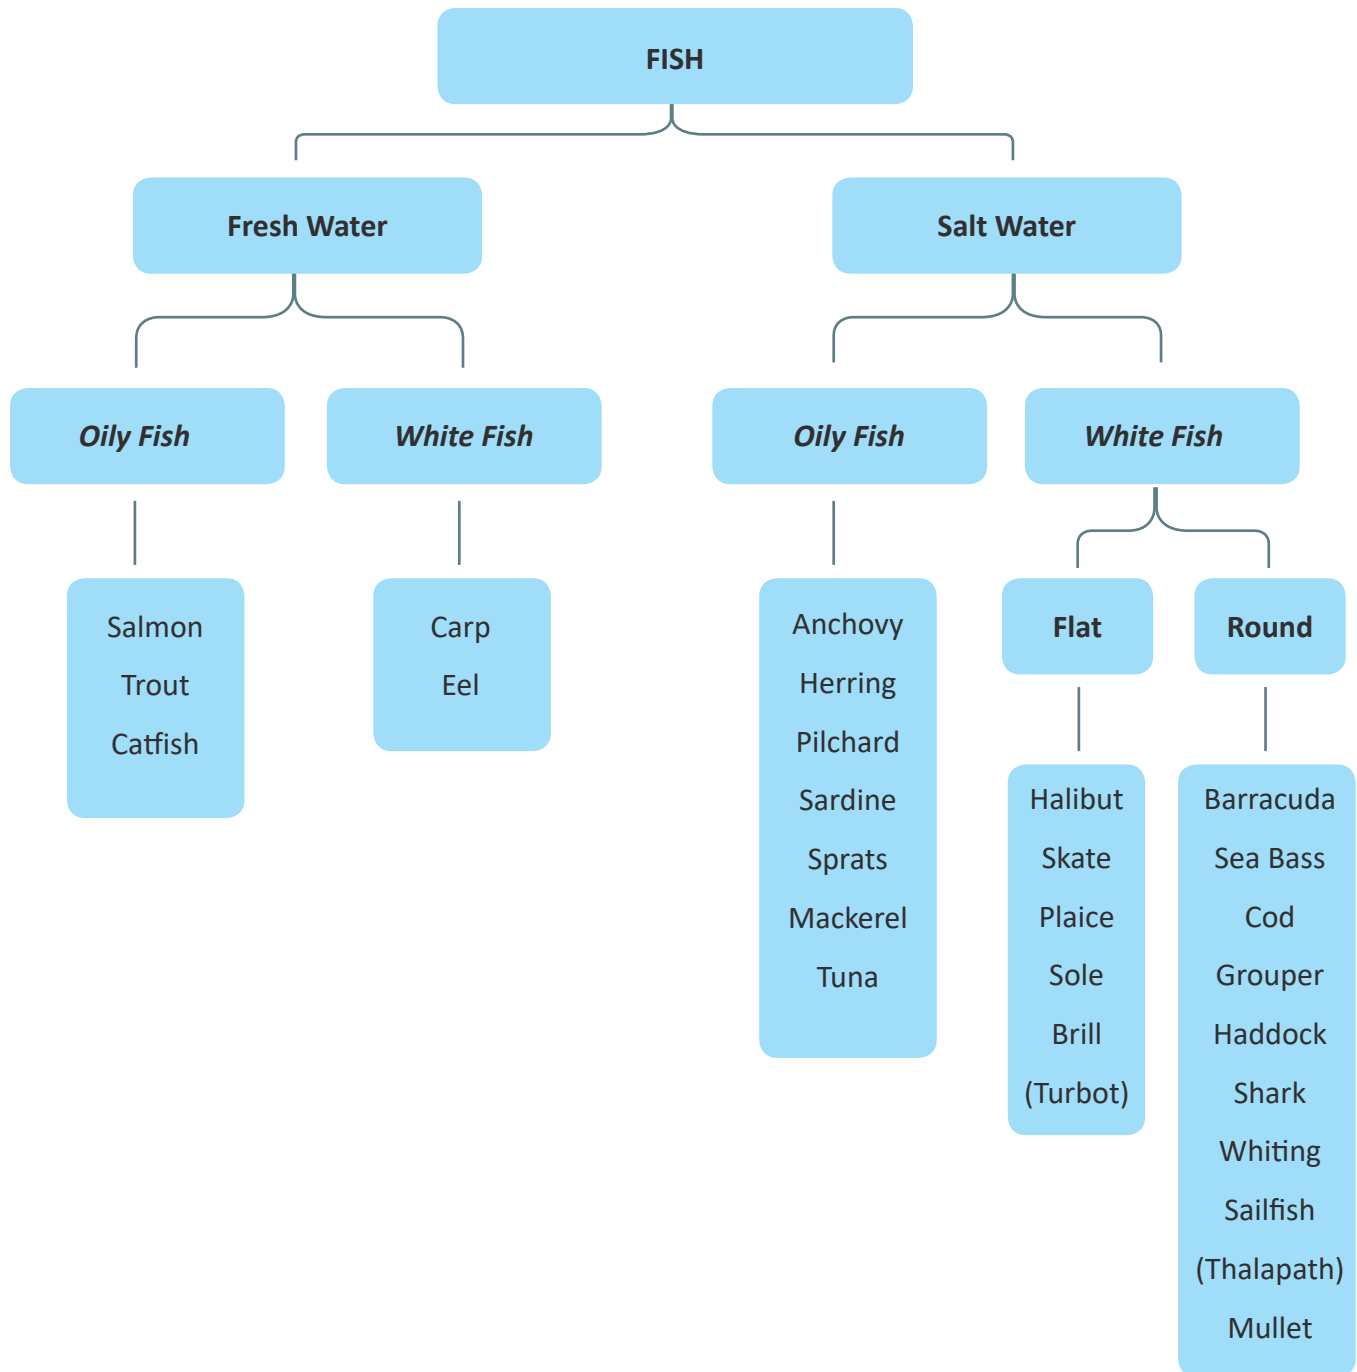 FISH
Fresh Water
Salt Water
Oily Fish
White Fish
Oily Fish
White Fish
Salmon
Trout
Catfish
Carp
Eel
Anchovy
Herring
Pilchard
Sardine
Sprats
Mackerel
Tuna
Flat
Round
Halibut
Skate
Plaice
Sole
Brill
(Turbot)
Barracuda
Sea Bass
Cod
Grouper
Haddock
Shark
Whiting
Sailfish
(Thalapath)
Mullet